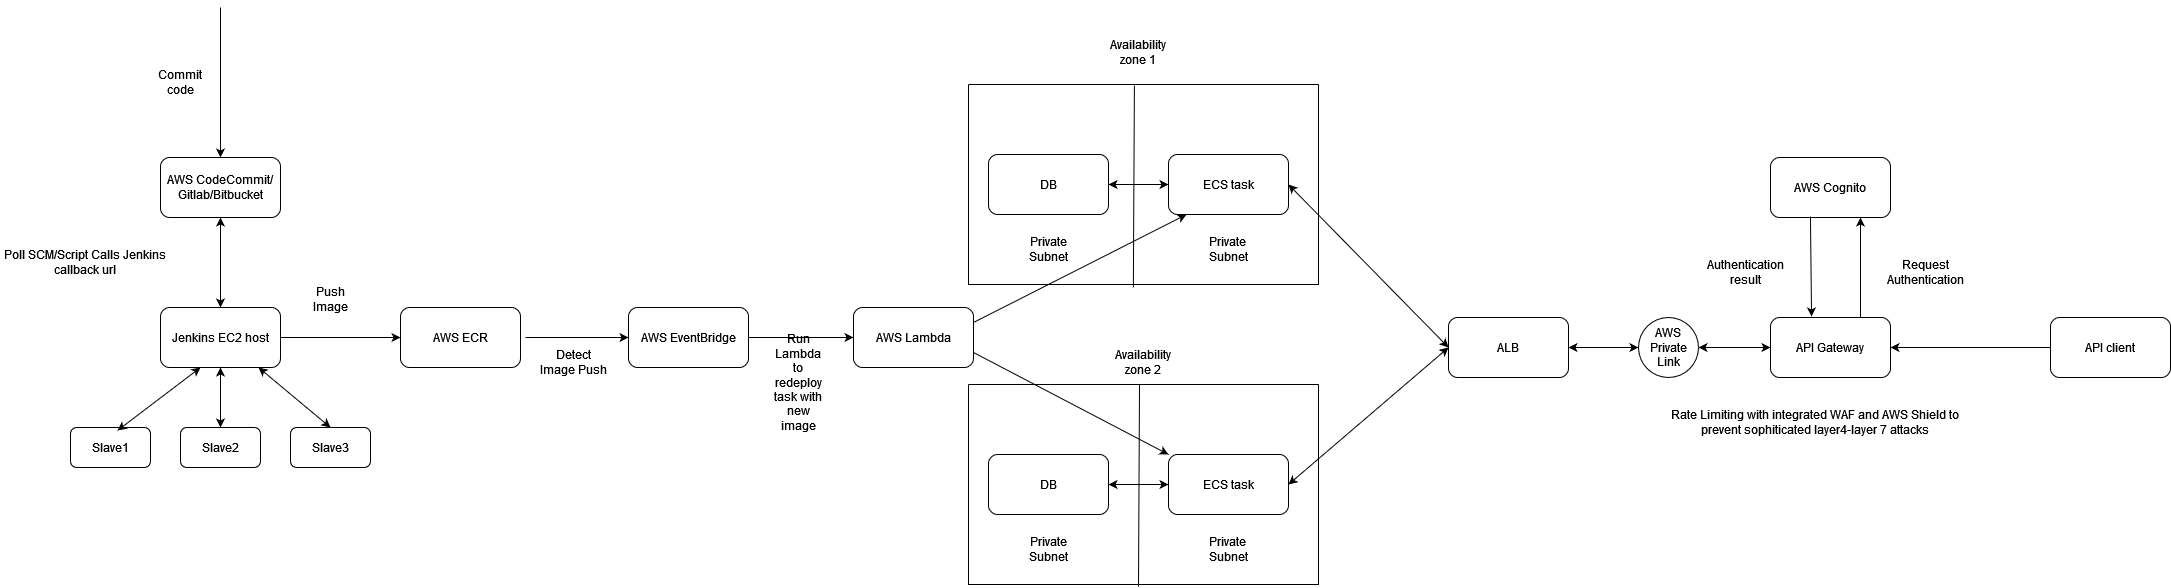 Commit
code
AWS CodeCommit/
Gitlab/Bitbucket
Poll SCM/Script Calls Jenkins
callback url
Jenkins EC2 host
Slave1
Slave2
Slave3
Push
Image
AWS ECR
Detect
Image Push
AWS EventBridge
Run
Lambda
to
redeploy
task with
new
image
AWS Lambda
Availability
zone 1
DB
ECS task
Private
Subnet
Private
Subnet
Availability
zone 2
DB
ECS task
Private
Subnet
Private
Subnet
ALB
AWS
Private
Link
AWS Cognito
Authentication
result
Request
Authentication
API Gateway
API client
Rate Limiting with integrated WAF and AWS Shield to
prevent sophiticated layer4-layer 7 attacks